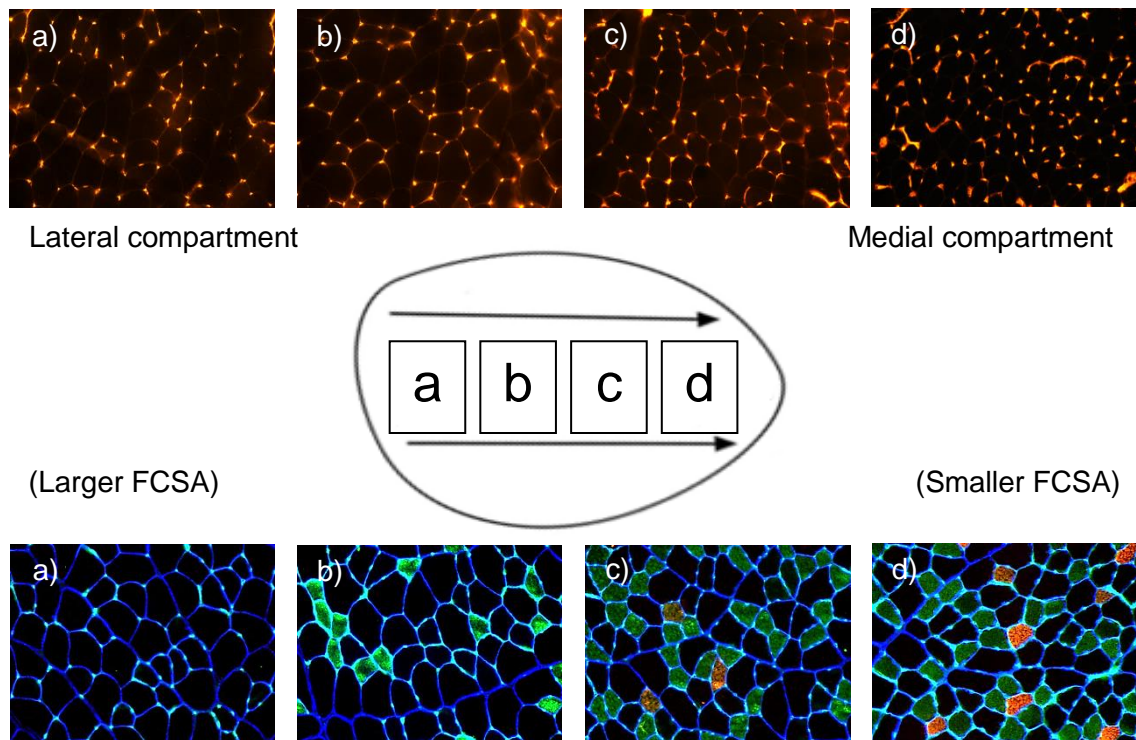 a)
b)
c)
d)
Lateral compartment
Medial compartment
a
b
c
d
(Larger FCSA)
(Smaller FCSA)
a)
b)
c)
d)